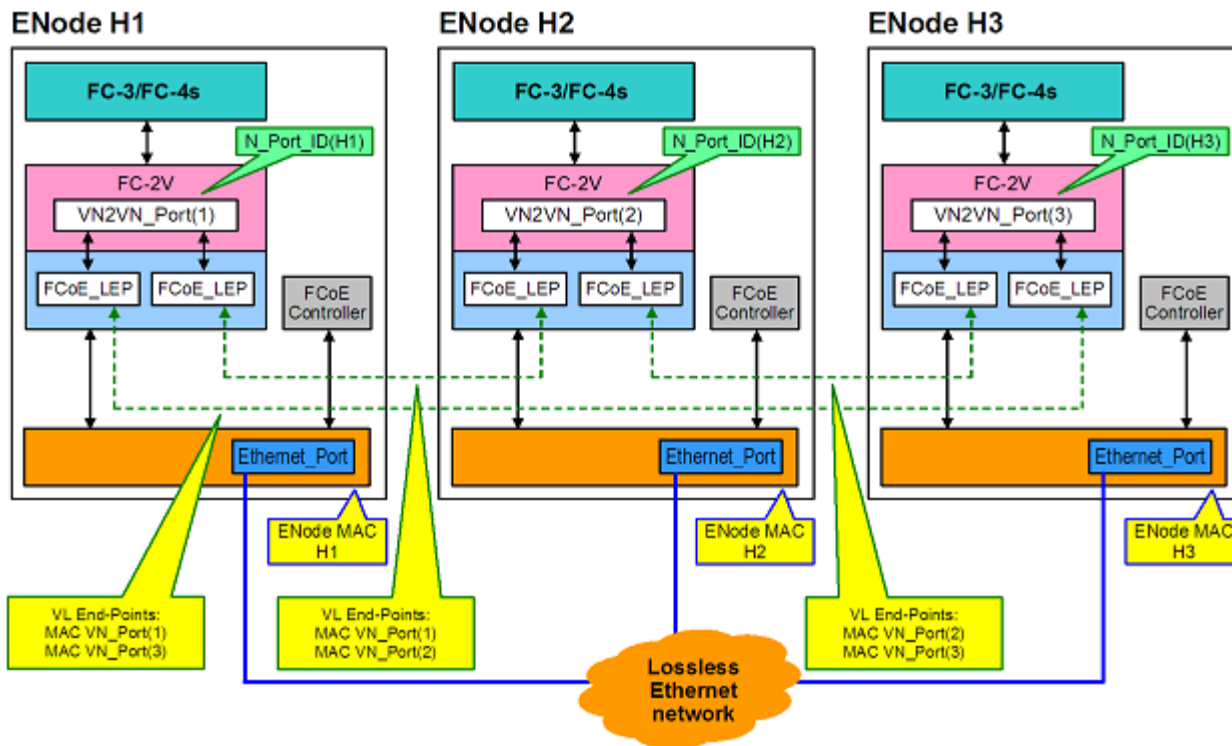 ENode H1
ENode H2
ENode H3
FC-3/FC-4s
FC-3/FC-4s
FC-3/FC-4s
N_Port_ID(H1)
N_Port_ID(H2)
N_Port_ID(H3)
FC-2V
FC-2V
FC-2V
VN2VN_Port(1)
VN2VN_Port(2)
VN2VN_Port(3)
FCoE_LEP
FCoE_LEP
FCoE
Controller
FCoE_LEP
FCoE_LEP
FCoE
Controller
FCoE_LEP
FCoE_LEP
FCoE
Controller
Ethernet_Port
Ethernet_Port
Ethernet_Port
ENode MAC
H1
ENode MAC
H2
ENode MAC
H3
VL End-Points:
MAC VN_Port(1)
MAC VN_Port(3)
VL End-Points:
MAC VN_Port(1)
MAC VN_Port(2)
VL End-Points:
MAC VN_Port(2)
MAC VN_Port(3)
Lossless
Ethernet
network